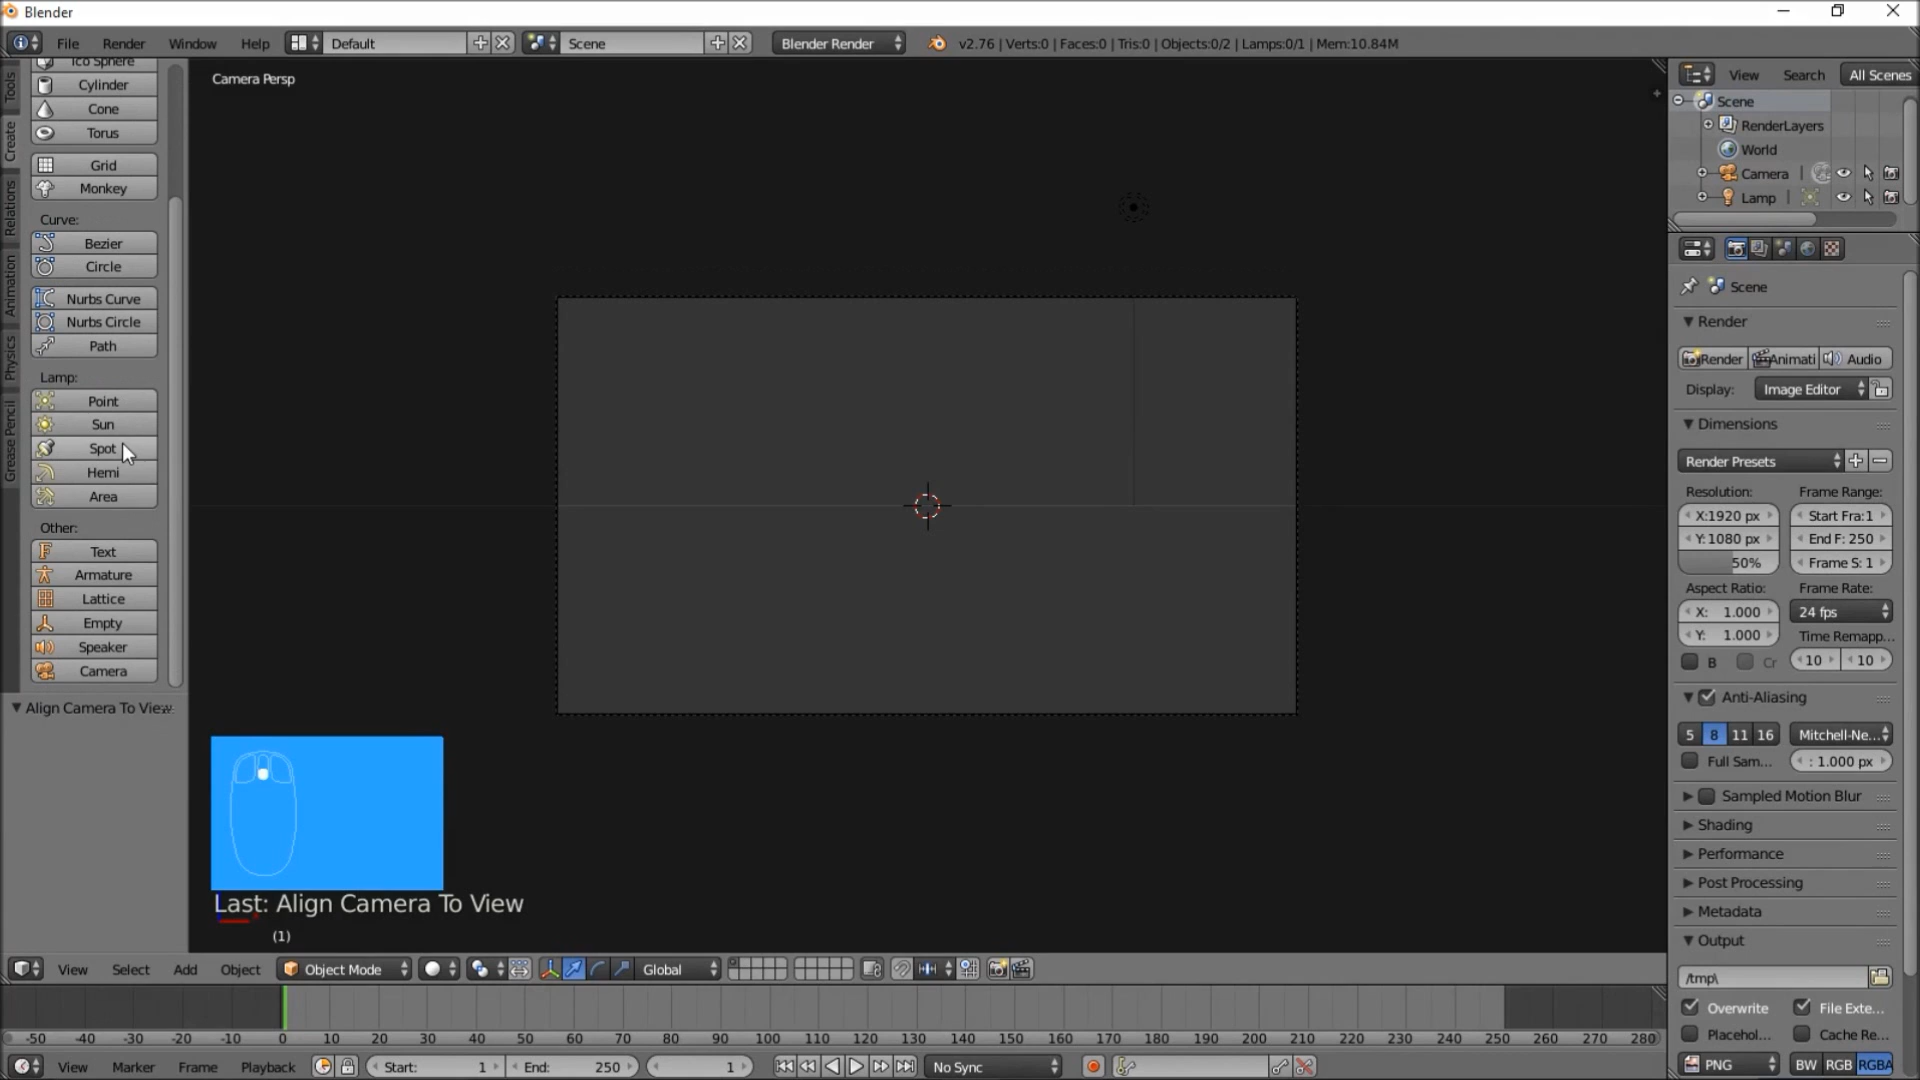 Blender
File Render Window Help Default Scene Blender Render v2.76 | Verts:0 | Faces:0 | Tris:0 | Objects:0/2 | Lamps:0/1 | Mem:10.84M
Camera Persp
Tools
Create
Relations
Animation
Physics
Grease Pencil
Ico Sphere
Cylinder
Cone
Torus
Grid
Monkey
Curve:
Bezier
Circle
Nurbs Curve
Nurbs Circle
Path
Lamp:
Point
Sun
Spot
Hemi
Area
Other:
Text
Armature
Lattice
Empty
Speaker
Camera
Align Camera To View
Last: Align Camera To View
(1)
View Search All Scenes
Scene
RenderLayers
World
Camera
Lamp
Scene
Render
Render Animati Audio
Display: Image Editor
Dimensions
Render Presets
Resolution: Frame Range:
X:1920 px Start Fra:1
Y:1080 px End F: 250
50% Frame S: 1
Aspect Ratio: Frame Rate:
X: 1.000 24 fps
Y: 1.000 Time Remapp...
B Cr 10 10
Anti-Aliasing
5 8 11 16 Mitchell-Ne...
Full Sam... : 1.000 px
Sampled Motion Blur
Shading
Performance
Post Processing
Metadata
Output
/tmp\
Overwrite File Exte...
Placehol... Cache Re...
PNG BW RGB RGBA
View Select Add Object Object Mode Global
-50 -40 -30 -20 -10 0 10 20 30 40 50 60 70 80 90 100 110 120 130 140 150 160 170 180 190 200 210 220 230 240 250 260 270 280
View Marker Frame Playback Start: 1 End: 250 1 No Sync